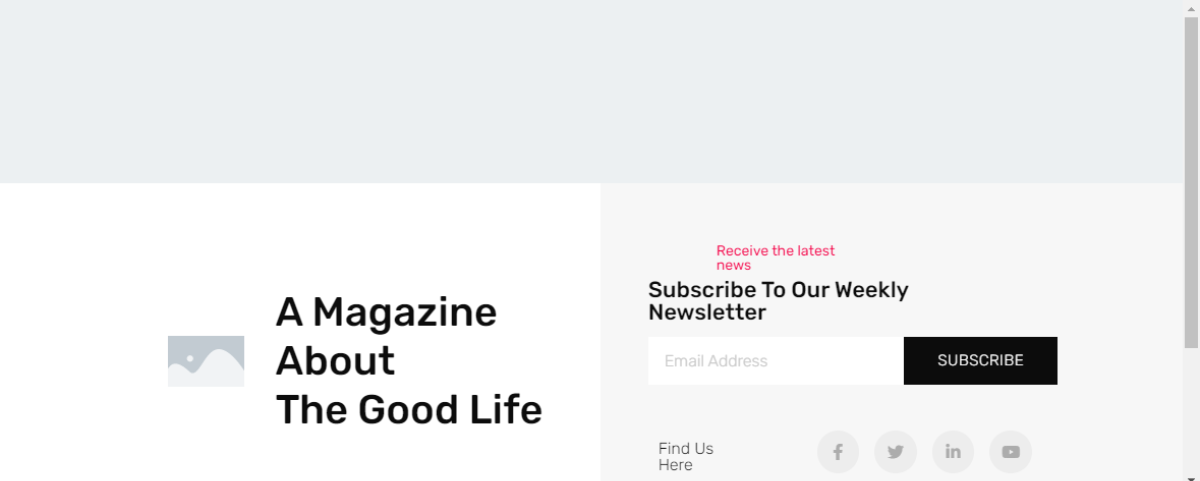 A Magazine
About
The Good Life
Receive the latest
news
Subscribe To Our Weekly
Newsletter
Email Address
SUBSCRIBE
Find Us
Here